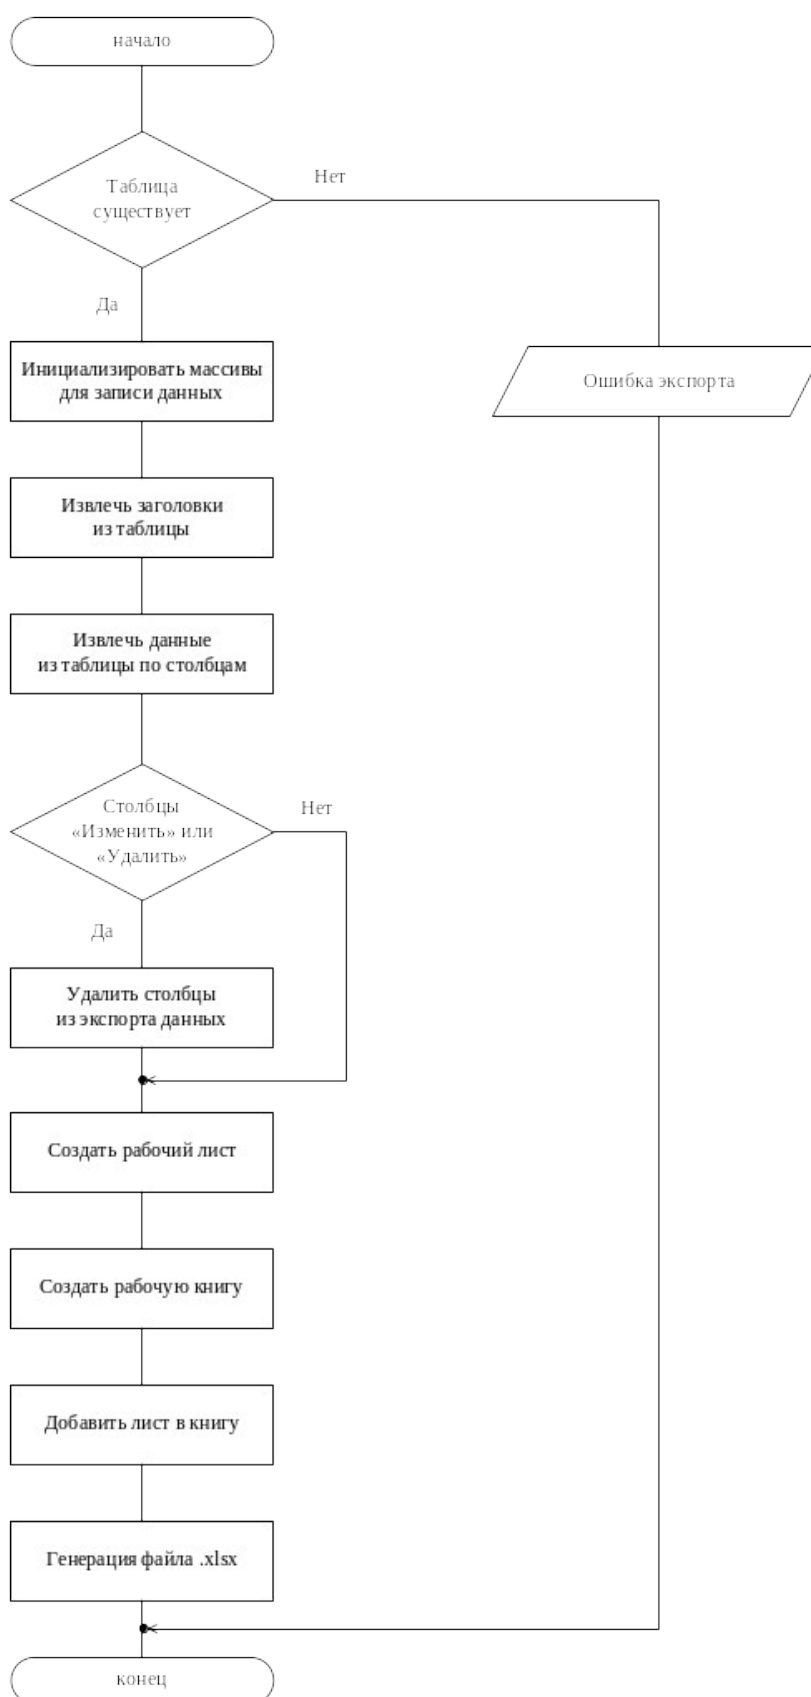 начало
Таблица
существует
Нет
Да
Инициализировать массивы
для записи данных
Ошибка экспорта
Извлечь заголовки
из таблицы
Извлечь данные
из таблицы по столбцам
Столбцы
«Изменить» или
«Удалить»
Нет
Да
Удалить столбцы
из экспорта данных
Создать рабочий лист
Создать рабочую книгу
Добавить лист в книгу
Генерация файла .xlsx
конец